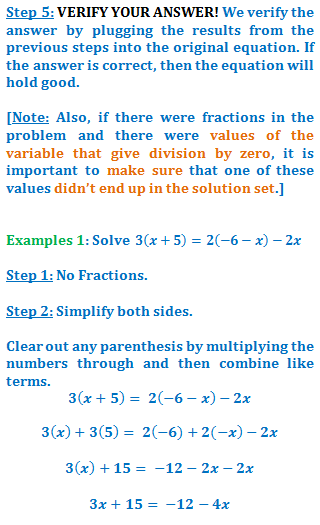 Step 5: VERIFY YOUR ANSWER! We verify the
answer by plugging the results from the
previous steps into the original equation. If
the answer is correct, then the equation will
hold good.
[Note: Also, if there were fractions in the
problem and there were values of the
variable that give division by zero, it is
important to make sure that one of these
values didn't end up in the solution set.]
Examples 1: Solve 3(x + 5) = 2(−6 − x) − 2x
Step 1: No Fractions.
Step 2: Simplify both sides.
Clear out any parenthesis by multiplying the
numbers through and then combine like
terms.
3(x + 5) = 2(−6 − x) − 2x
3(x) + 3(5) = 2(−6) + 2(−x) − 2x
3(x) + 15 = −12 − 2x − 2x
3x + 15 = −12 − 4x